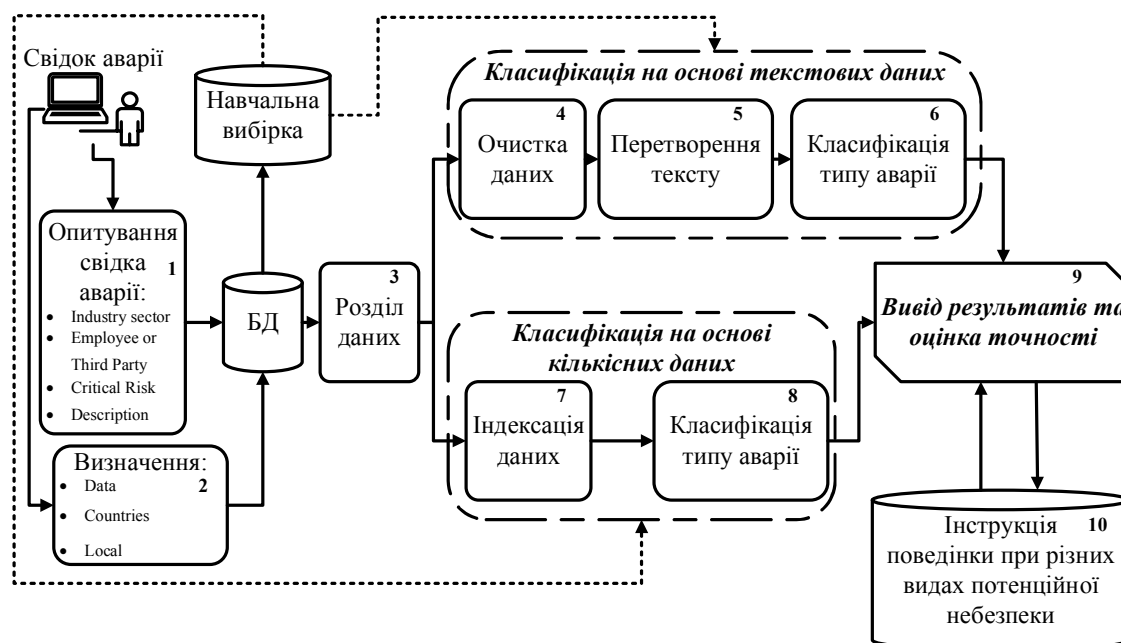 Свідок аварії
Опитування
свідка
аварії:
1
Industry sector
Employee or
Third Party
Critical Risk
Description
Визначення:
2
Data
Countries
Local
Навчальна
вибірка
БД
3
Розділ
даних
Класифікація на основі текстових даних
4
Очистка
даних
5
Перетворення
тексту
6
Класифікація
типу аварії
Класифікація на основі
кількісних даних
7
Індексація
даних
8
Класифікація
типу аварії
9
Вивід результатів та
оцінка точності
10
Інструкція
поведінки при різних
видах потенційної
небезпеки